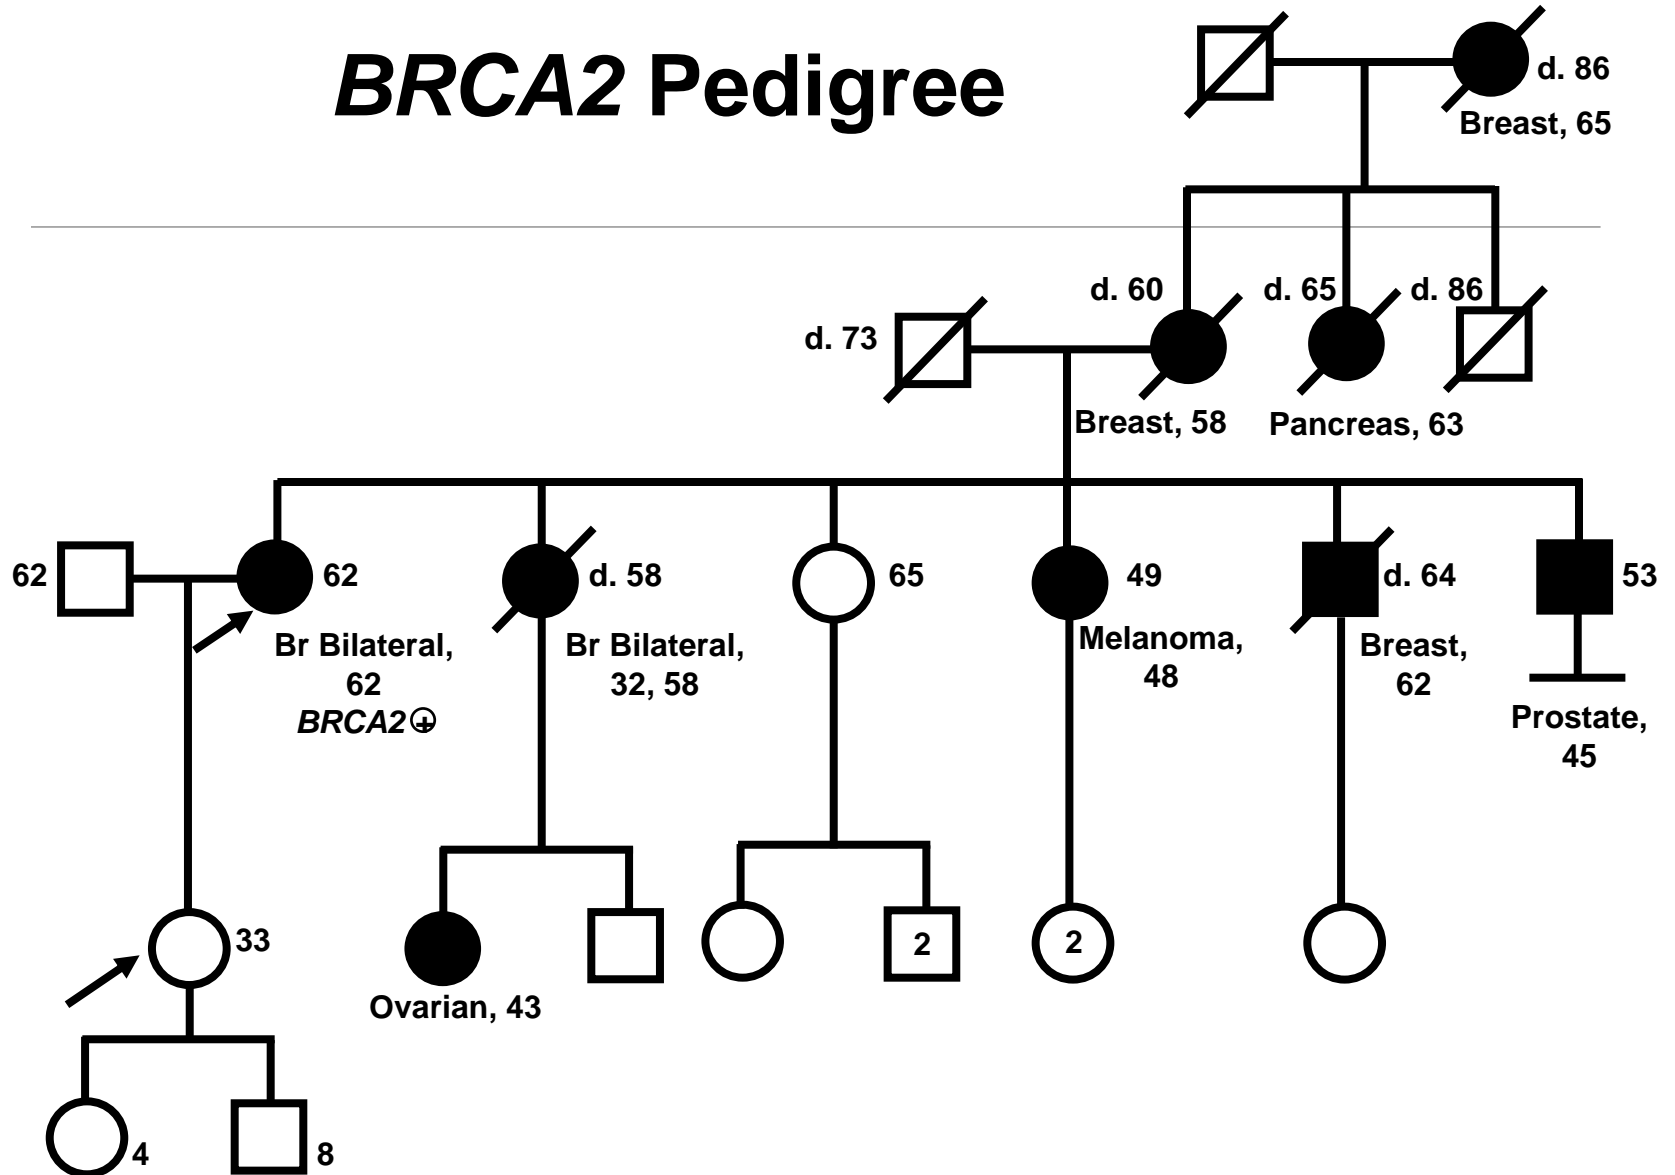 BRCA2 Pedigree
d. 86
Breast, 65
d. 60
d. 65
d. 86
d. 73
Breast, 58
Pancreas, 63
62
62
d. 58
65
49
d. 64
53
Br Bilateral,
62
BRCA2 ⊕
Br Bilateral,
32, 58
Melanoma,
48
Breast,
62
Prostate,
45
33
2
2
Ovarian, 43
4
8